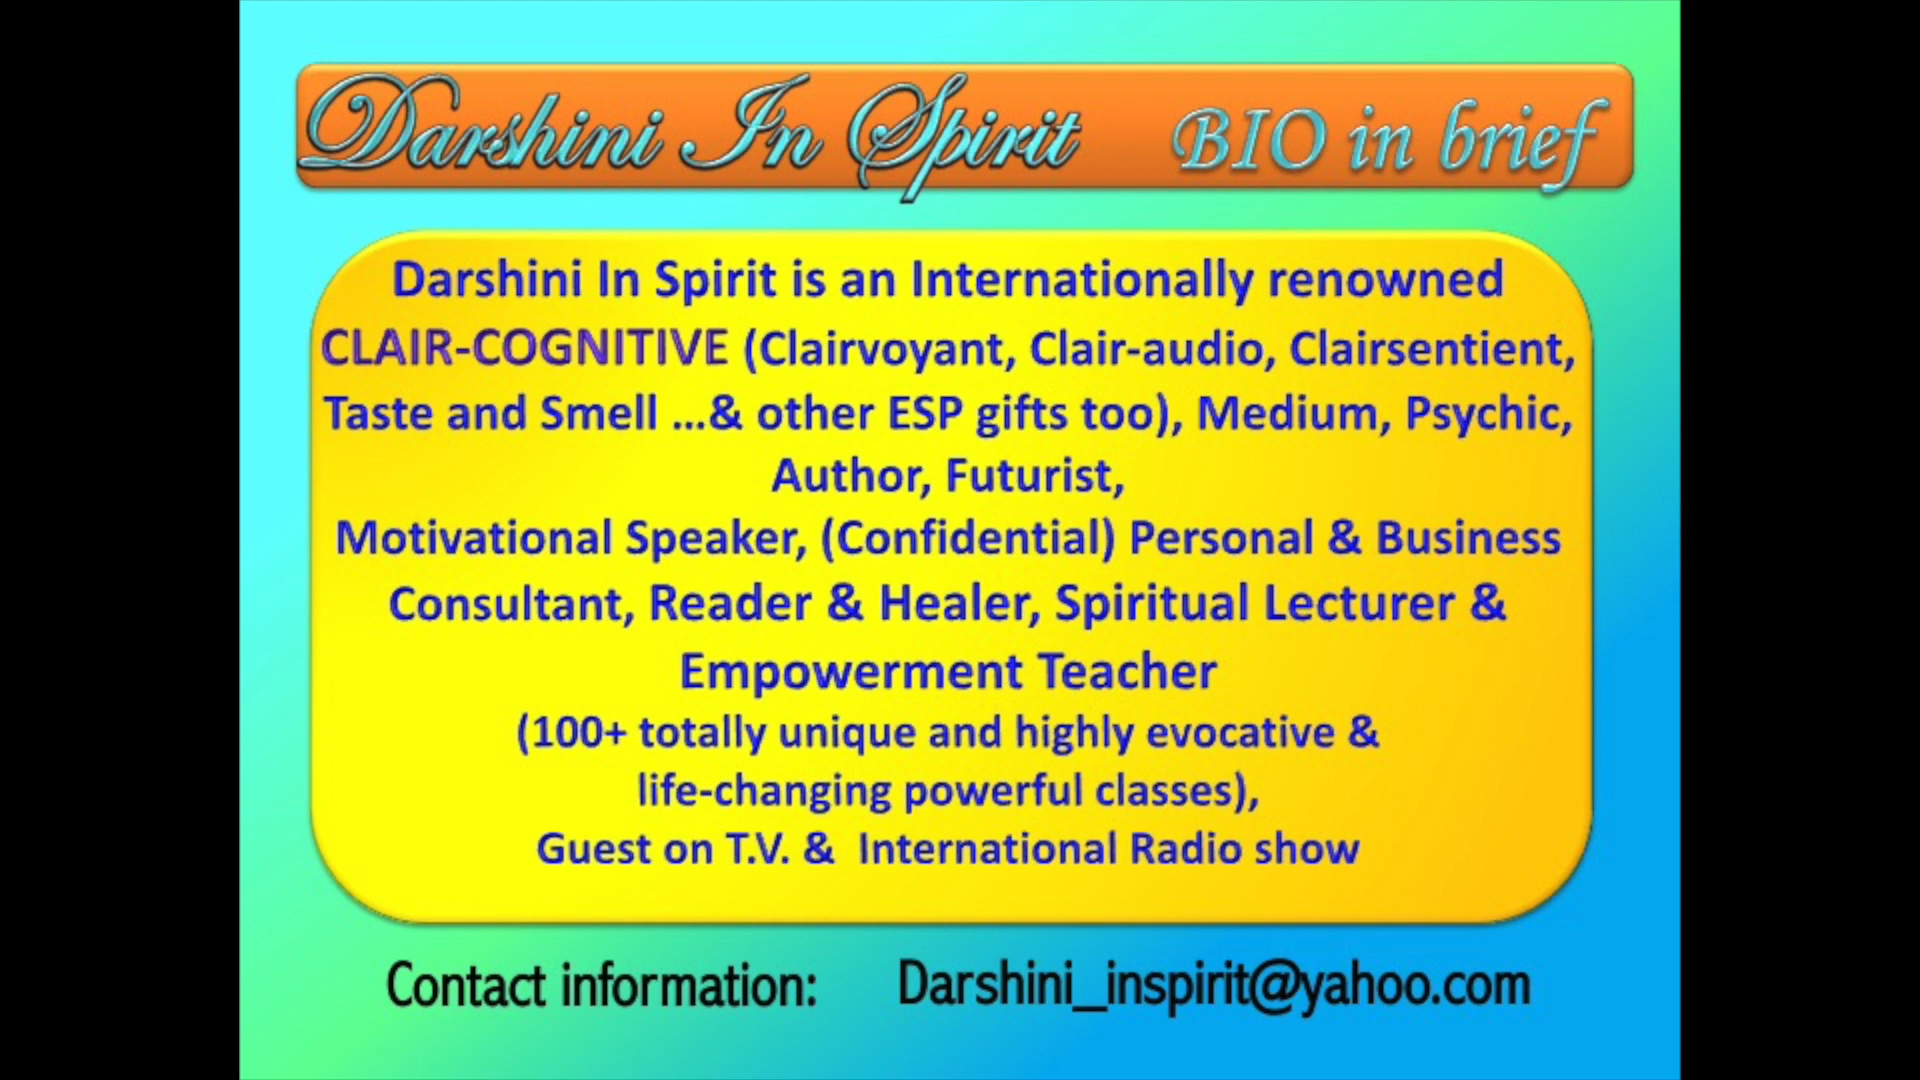 Darshini In Spirit BIO in brief
Darshini In Spirit is an Internationally renowned
CLAIR-COGNITIVE (Clairvoyant, Clair-audio, Clairsentient,
Taste and Smell ...& other ESP gifts too), Medium, Psychic,
Author, Futurist,
Motivational Speaker, (Confidential) Personal & Business
Consultant, Reader & Healer, Spiritual Lecturer &
Empowerment Teacher
(100+ totally unique and highly evocative &
life-changing powerful classes),
Guest on T.V. & International Radio show
Contact information: Darshini_inspirit@yahoo.com